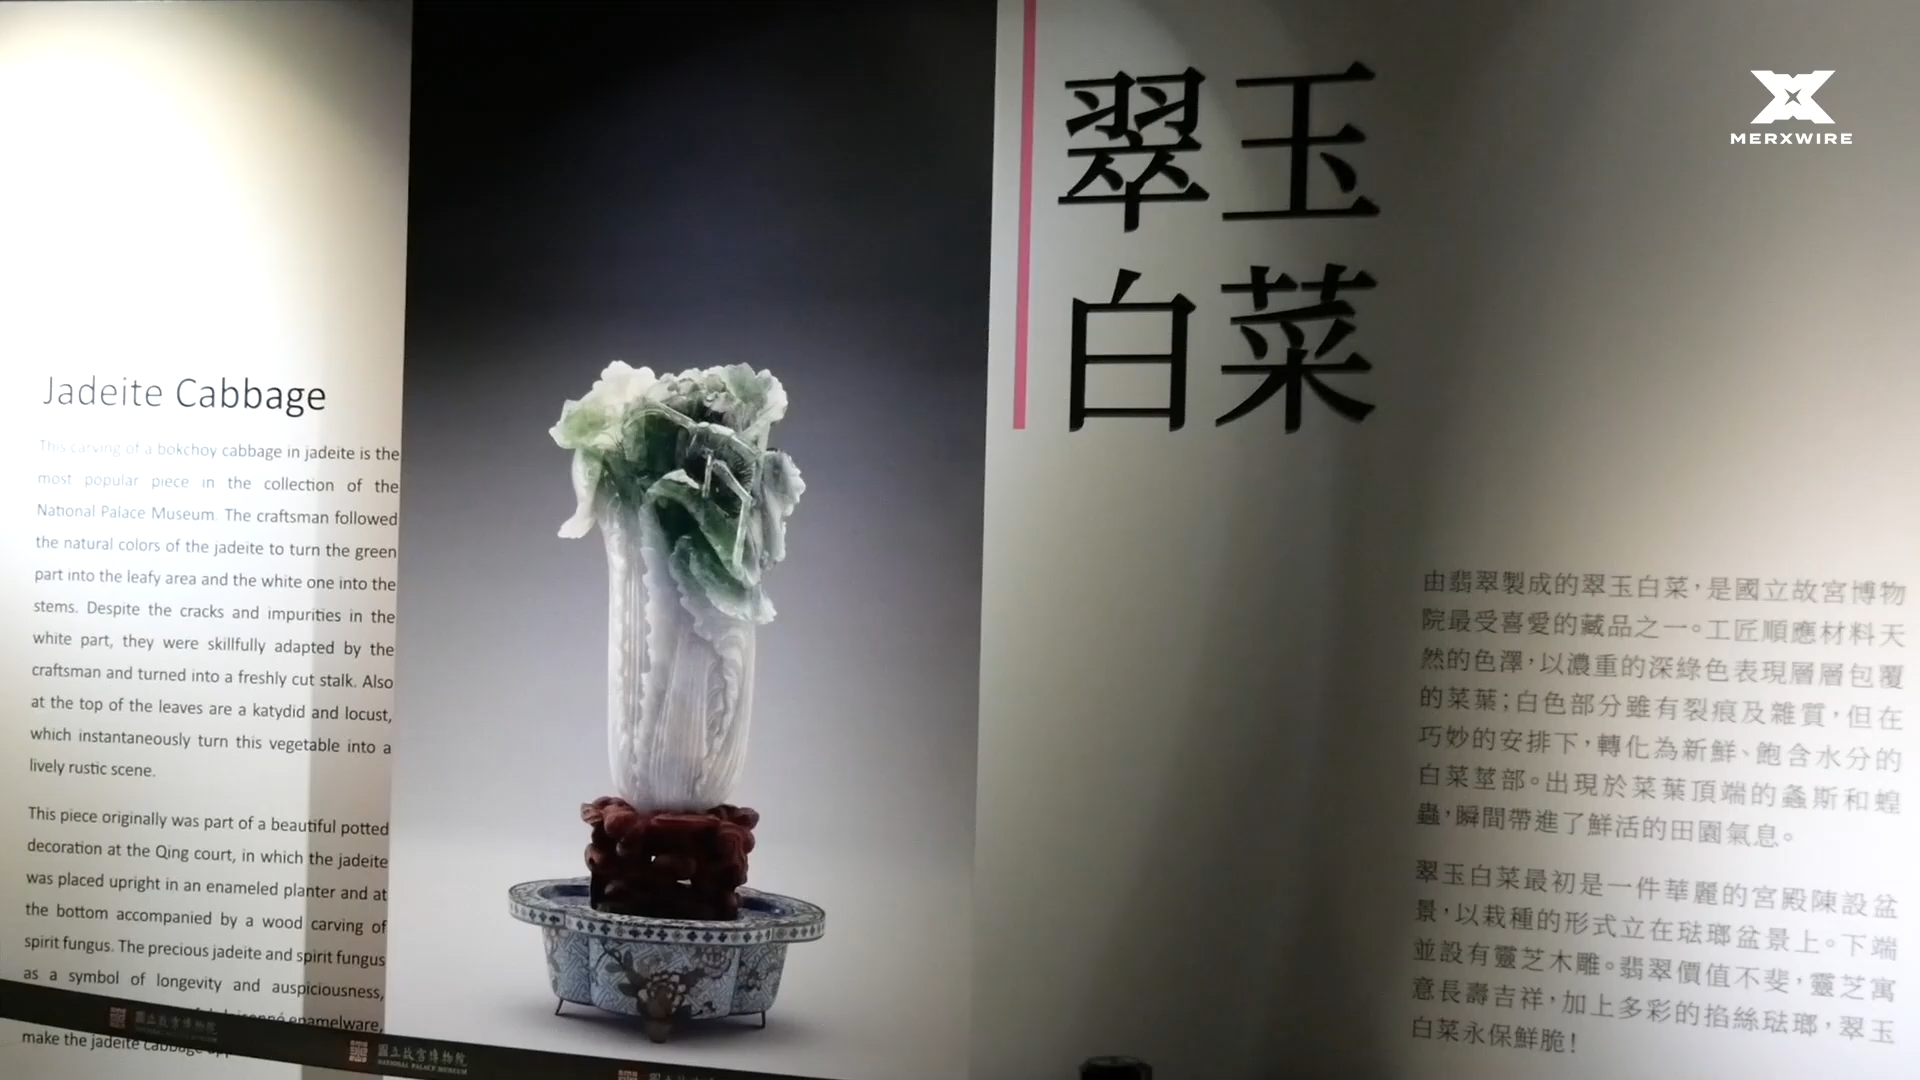 MERXWIRE
翠玉
白菜
Jadeite Cabbage
This carving of a bokchoy cabbage in jadeite is the
most popular piece in the collection of the
National Palace Museum. The craftsman followed
the natural colors of the jadeite to turn the green
part into the leafy area and the white one into the
stems. Despite the cracks and impurities in the
white part, they were skillfully adapted by the
craftsman and turned into a freshly cut stalk. Also
at the top of the leaves are a katydid and locust,
which instantaneously turn this vegetable into a
lively rustic scene.
This piece originally was part of a beautiful potted
decoration at the Qing court, in which the jadeite
was placed upright in an enameled planter and at
the bottom accompanied by a wood carving of
spirit fungus. The precious jadeite and spirit fungus
as a symbol of longevity and auspiciousness,
enamelware,
make the jadeite cabbage
國立故宮博物院
NATIONAL PALACE MUSEUM
國立故宮博物院
NATIONAL PALACE MUSEUM
由翡翠製成的翠玉白菜，是國立故宮博物
院最受喜愛的藏品之一。工匠順應材料天
然的色澤，以濃重的深綠色表現層層包覆
的菜葉；白色部分雖有裂痕及雜質，但在
巧妙的安排下，轉化為新鮮、飽含水分的
白菜莖部。出現於菜葉頂端的螽斯和蝗
蟲，瞬間帶進了鮮活的田園氣息。
翠玉白菜最初是一件華麗的宮殿陳設盆
景，以栽種的形式立在琺瑯盆景上。下端
並設有靈芝木雕。翡翠價值不斐，靈芝寓
意長壽吉祥，加上多彩的掐絲琺瑯，翠玉
白菜永保鮮脆！